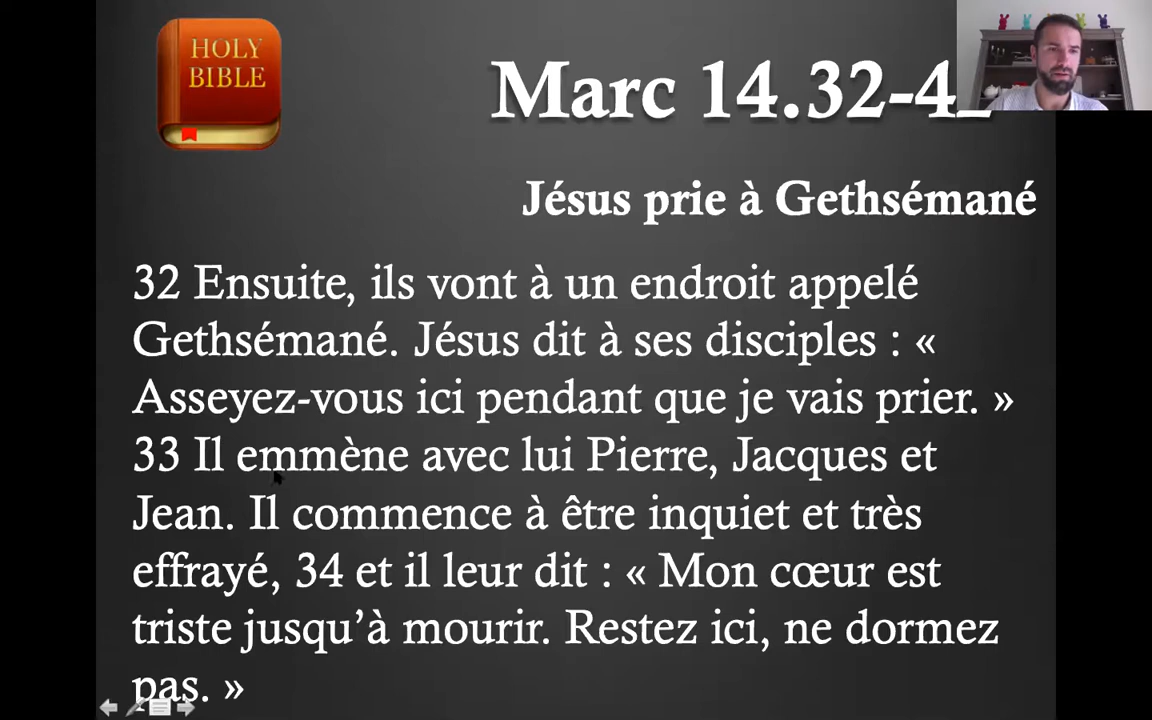 HOLY
BIBLE
Marc 14.32-4
Jésus prie à Gethsémané
32 Ensuite, ils vont à un endroit appelé
Gethsémané. Jésus dit à ses disciples : «
Asseyez-vous ici pendant que je vais prier. »
33 Il emmène avec lui Pierre, Jacques et
Jean. Il commence à être inquiet et très
effrayé, 34 et il leur dit : « Mon cœur est
triste jusqu’à mourir. Restez ici, ne dormez
pas. »